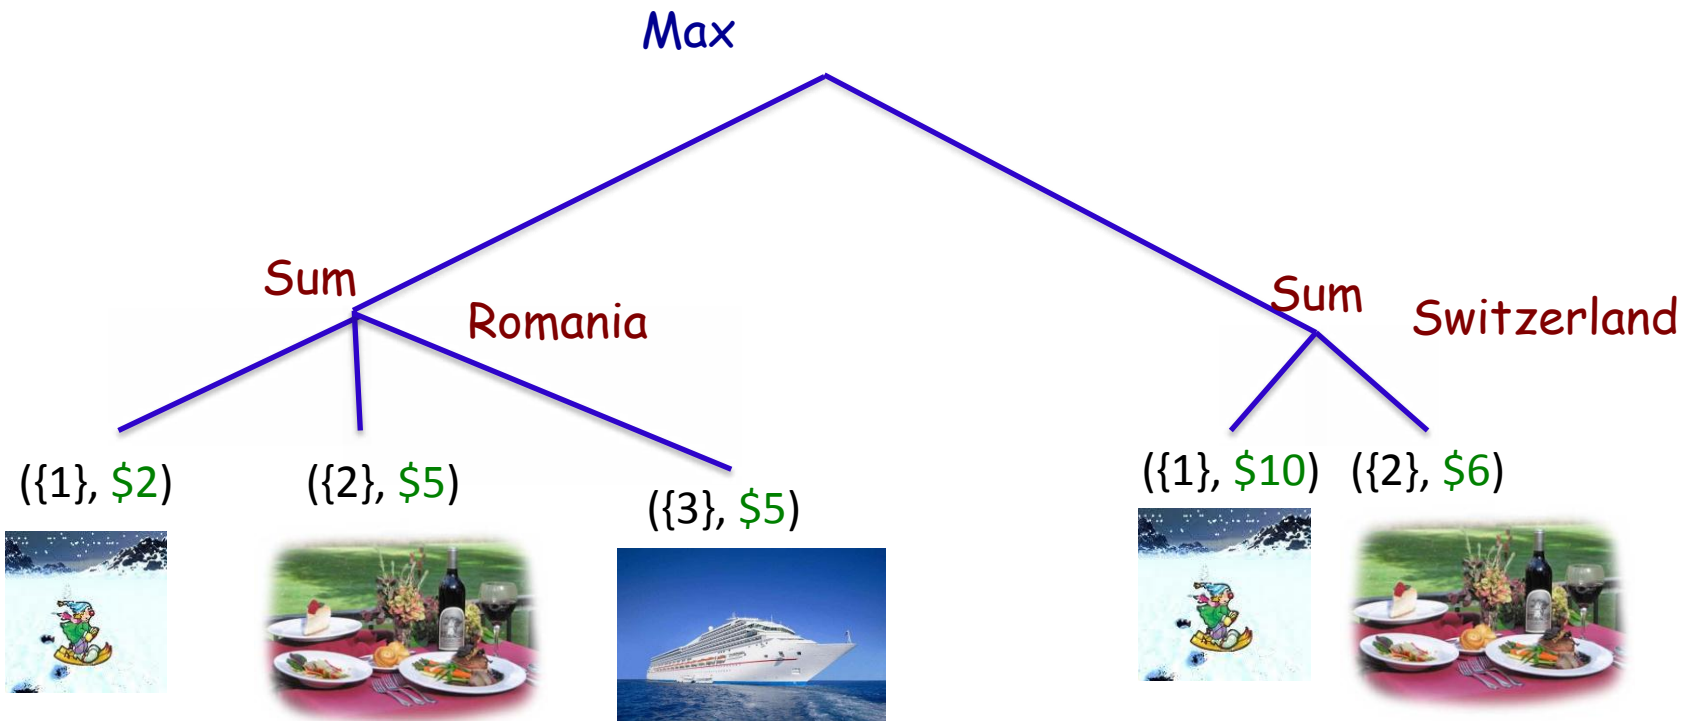 Max
Sum
Romania
Sum
Switzerland
({1}, $2)
({2}, $5)
({3}, $5)
({1}, $10)
({2}, $6)